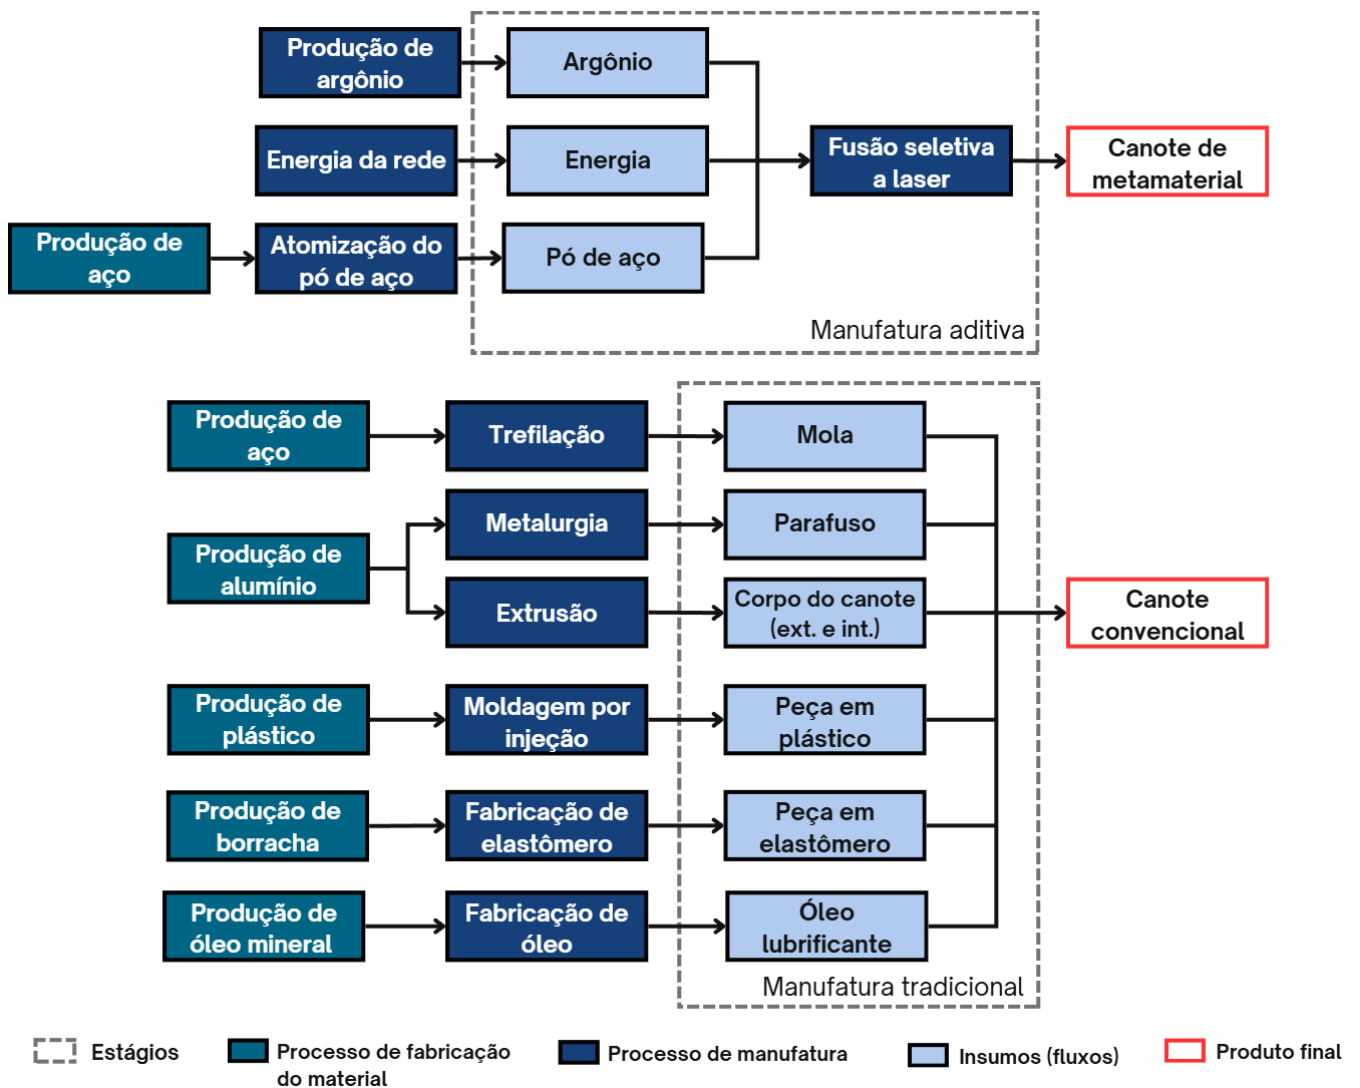 Produção de
argônio
Argônio
Energia da rede
Energia
Fusão seletiva
a laser
Canote de
metamaterial
Produção de
aço
Atomização do
pó de aço
Pó de aço
Manufatura aditiva
Produção de
aço
Trefilação
Mola
Metalurgia
Parafuso
Produção de
alumínio
Extrusão
Corpo do canote
(ext. e int.)
Canote
convencional
Produção de
plástico
Moldagem por
injeção
Peça em
plástico
Produção de
borracha
Fabricação de
elastômero
Peça em
elastômero
Produção de
óleo mineral
Fabricação de
óleo
Óleo
lubrificante
Manufatura tradicional
Estágios
Processo de fabricação
do material
Processo de manufatura
Insumos (fluxos)
Produto final